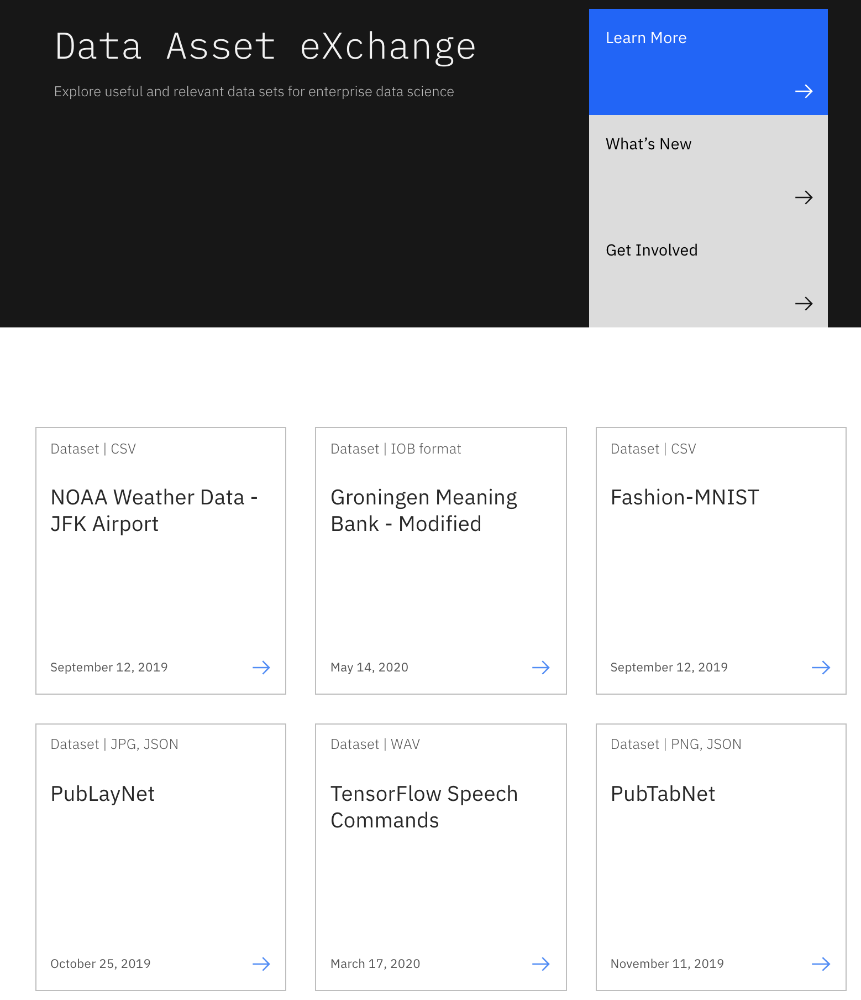 Data Asset eXchange
Explore useful and relevant data sets for enterprise data science
Learn More
What’s New
Get Involved
Dataset | CSV
NOAA Weather Data -
JFK Airport
September 12, 2019
Dataset | IOB format
Groningen Meaning
Bank - Modified
May 14, 2020
Dataset | CSV
Fashion-MNIST
September 12, 2019
Dataset | JPG, JSON
PubLayNet
October 25, 2019
Dataset | WAV
TensorFlow Speech
Commands
March 17, 2020
Dataset | PNG, JSON
PubTabNet
November 11, 2019